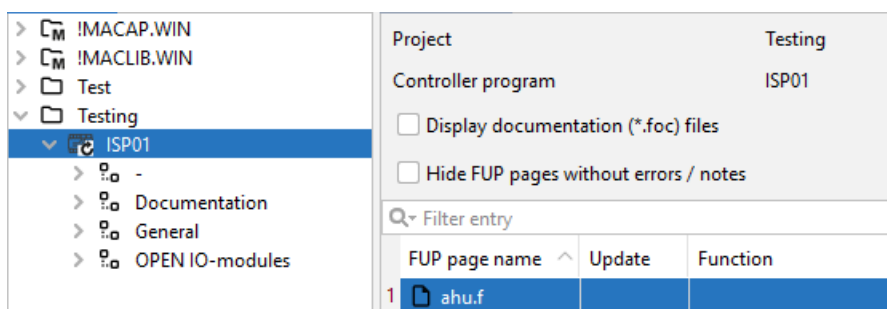 !MACAP.WIN
!MACLIB.WIN
Test
Testing
ISP01
-
Documentation
General
OPEN IO-modules
Project Testing
Controller program ISP01
Display documentation (*.foc) files
Hide FUP pages without errors / notes
Filter entry
FUP page name Update Function
1 ahu.f